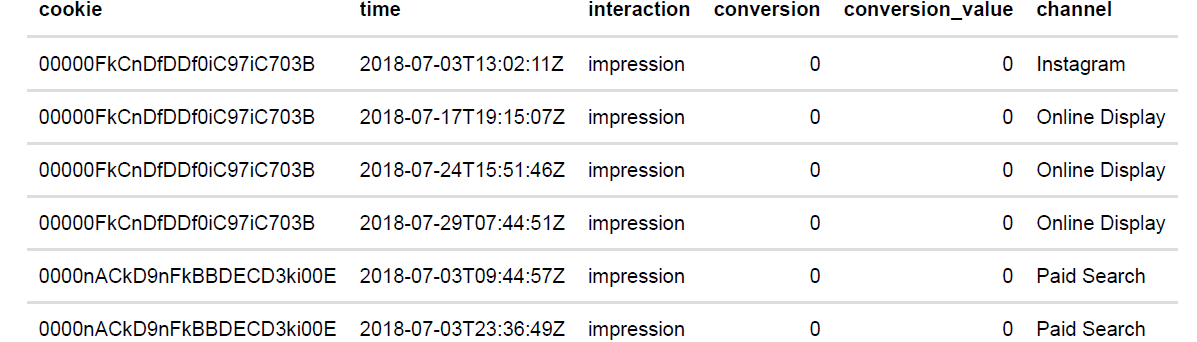 cookie time interaction conversion conversion_value channel
00000FkCnDfDDf0iC97iC703B 2018-07-03T13:02:11Z impression 0 0 Instagram
00000FkCnDfDDf0iC97iC703B 2018-07-17T19:15:07Z impression 0 0 Online Display
00000FkCnDfDDf0iC97iC703B 2018-07-24T15:51:46Z impression 0 0 Online Display
00000FkCnDfDDf0iC97iC703B 2018-07-29T07:44:51Z impression 0 0 Online Display
0000nACkD9nFkBBDECD3ki00E 2018-07-03T09:44:57Z impression 0 0 Paid Search
0000nACkD9nFkBBDECD3ki00E 2018-07-03T23:36:49Z impression 0 0 Paid Search